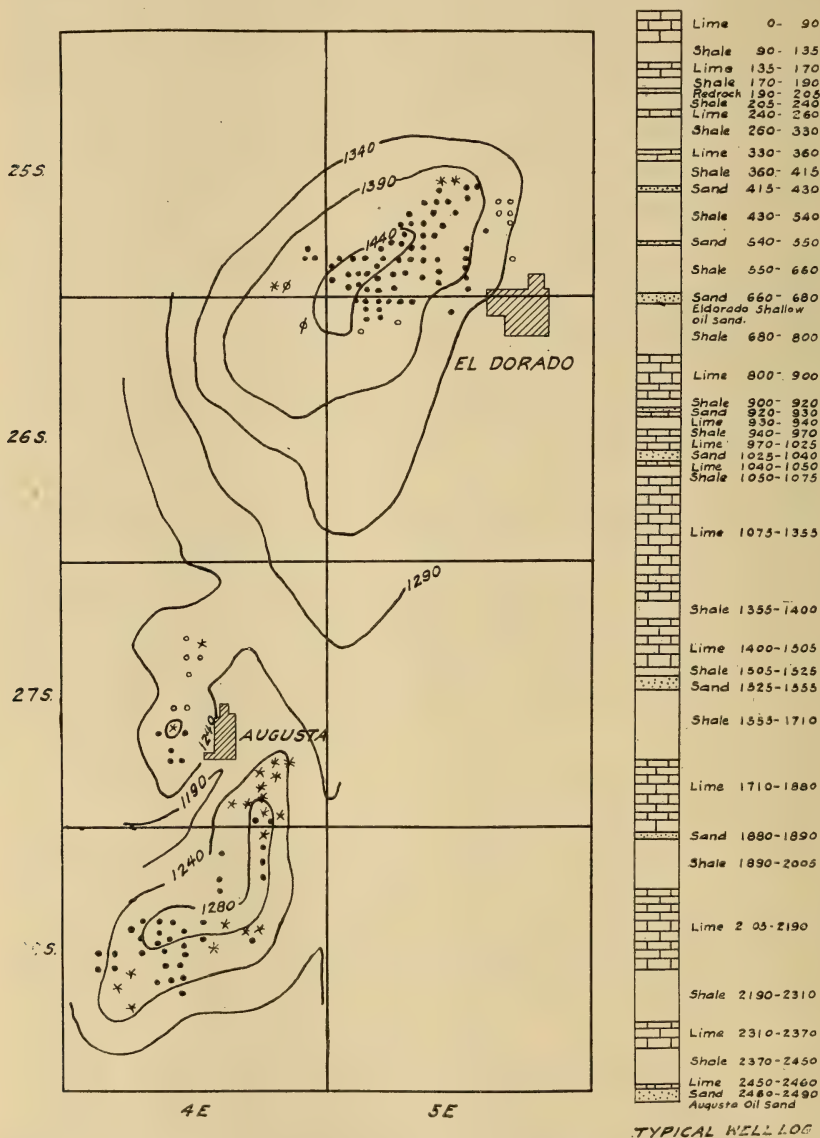 1340
25S.
1390
1440
EL DORADO
26S.
1290
27S.
1240
AUGUSTA
1190
1240
1280
S.
4E
5E
Lime 0- 90
Shale 90- 135
Lime 135- 170
Shale 170- 190
Redrock 190- 205
Shale 205- 240
Lime 240- 260
Shale 260- 330
Lime 330- 360
Shale 360- 415
Sand 415- 430
Shale 430- 540
Sand 540- 550
Shale 550- 660
Sand 660- 680
Eldorado Shallow
oil sand.
Shale 680- 800
Lime 800- 900
Shale 900- 920
Sand 920- 930
Lime 930- 940
Shale 940- 970
Lime 970-1025
Sand 1025-1040
Lime 1040-1050
Shale 1050-1075
Lime 1075-1355
Shale 1355-1400
Lime 1400-1505
Shale 1505-1525
Sand 1525-1555
Shale 1555-1710
Lime 1710-1880
Sand 1880-1890
Shale 1890-2005
Lime 2 05-2190
Shale 2190-2310
Lime 2310-2370
Shale 2370-2450
Lime 2450-2460
Sand 2460-2490
Augusta Oil Sand
TYPICAL WELL LOG